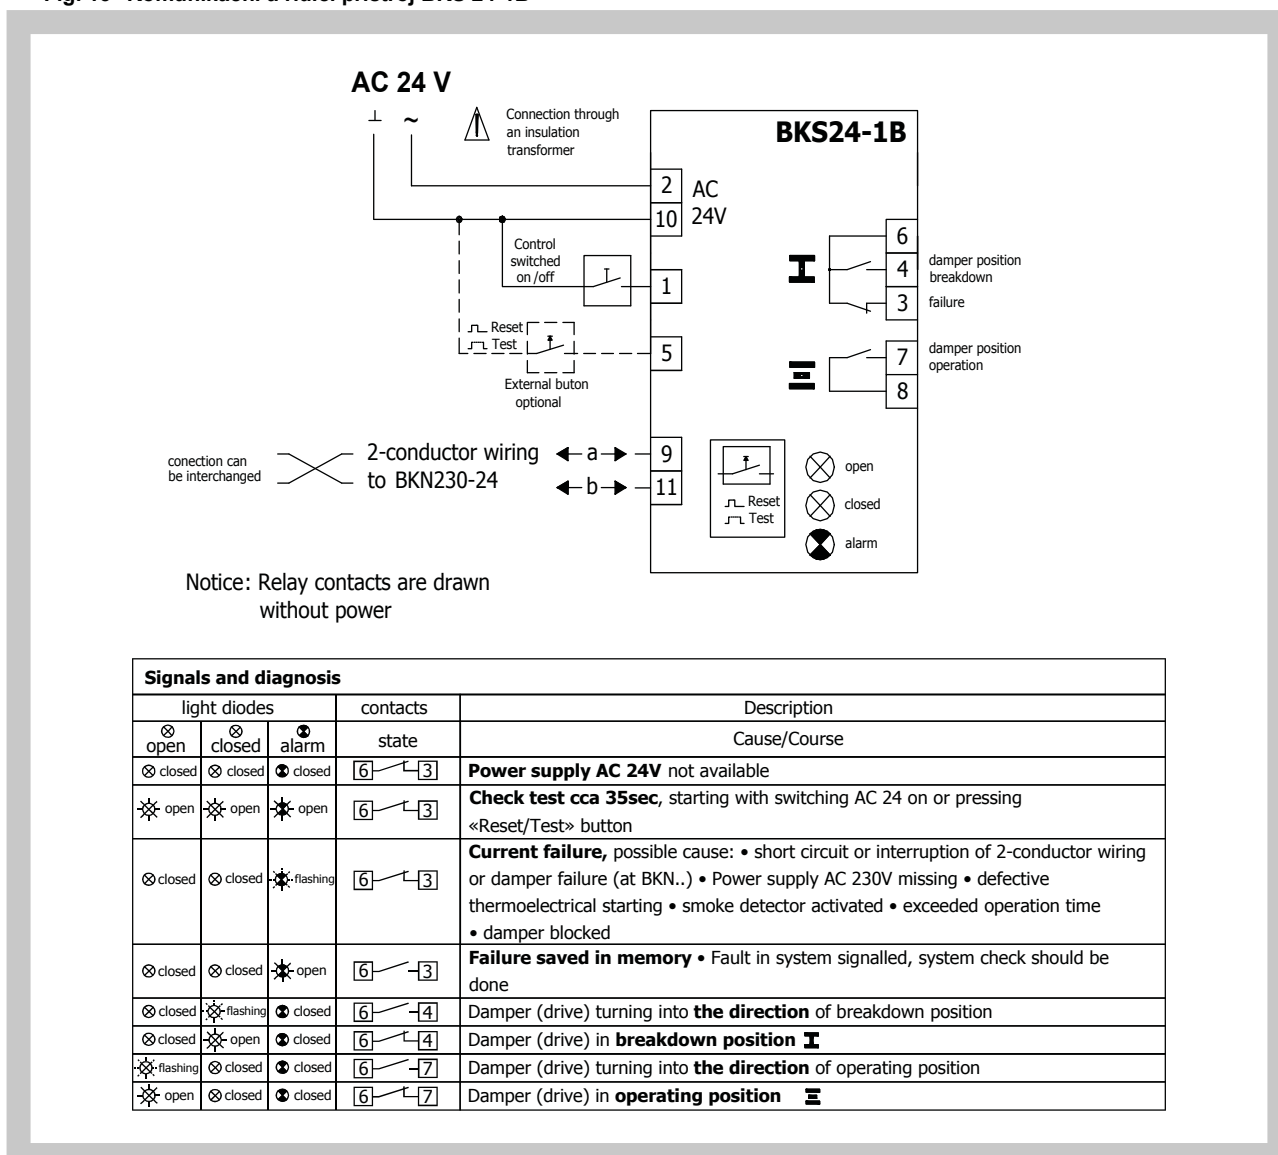 AC 24 V
⊥ ~
Connection through
an insulation
transformer
BKS24-1B
2
AC
10
24V
Control
switched
on /off
1
Reset
Test
5
External buton
optional
6
4
damper position
breakdown
3
failure
7
damper position
operation
8
conection can
be interchanged
2-conductor wiring
to BKN230-24
a
b
9
11
Reset
Test
open
closed
alarm
Notice: Relay contacts are drawn
without power
Signals and diagnosis
light diodes contacts Description
open closed alarm state Cause/Course
closed closed closed 6 3 Power supply AC 24V not available
open open open 6 3 Check test cca 35sec, starting with switching AC 24 on or pressing
«Reset/Test» button
closed closed flashing 6 3 Current failure, possible cause: • short circuit or interruption of 2-conductor wiring
or damper failure (at BKN..) • Power supply AC 230V missing • defective
thermoelectrical starting • smoke detector activated • exceeded operation time
• damper blocked
closed closed open 6 3 Failure saved in memory • Fault in system signalled, system check should be
done
closed flashing closed 6 4 Damper (drive) turning into the direction of breakdown position
closed open closed 6 4 Damper (drive) in breakdown position
flashing closed closed 6 7 Damper (drive) turning into the direction of operating position
open closed closed 6 7 Damper (drive) in operating position